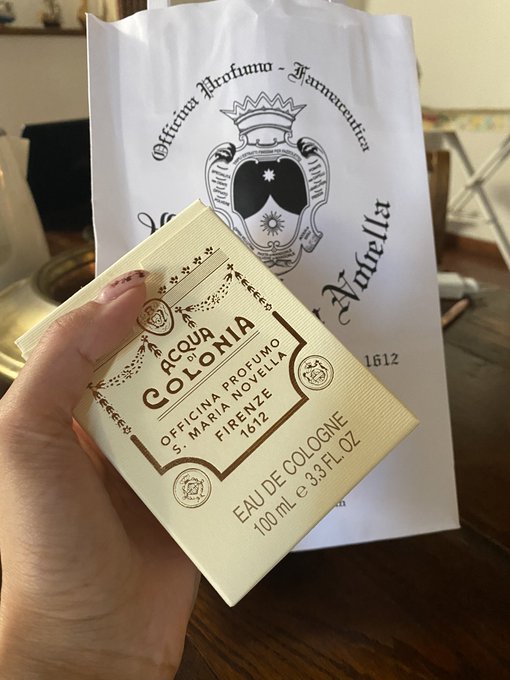 Officina Profumo - Farmaceutica
Novella
1612
ACQUA
DI
COLONIA
OFFICINA PROFUMO
S. MARIA NOVELLA
FIRENZE
1612
EAU DE COLOGNE
100 mL ℮ 3.3 FL. OZ